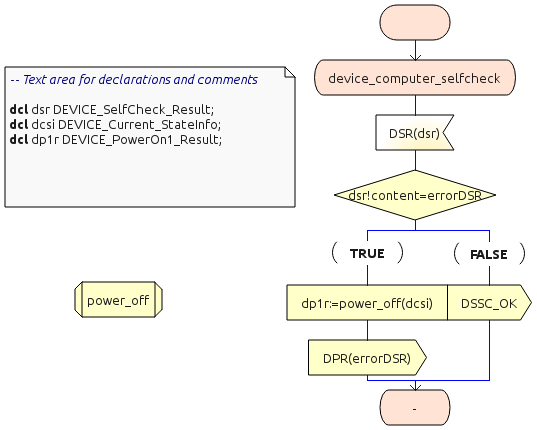 -- Text area for declarations and comments
dcl dsr DEVICE_SelfCheck_Result;
dcl dcsi DEVICE_Current_StateInfo;
dcl dp1r DEVICE_PowerOn1_Result;
power_off
device_computer_selfcheck
DSR(dsr)
dsr!content=errorDSR
TRUE
FALSE
dp1r:=power_off(dcsi)
DSSC_OK
DPR(errorDSR)
-